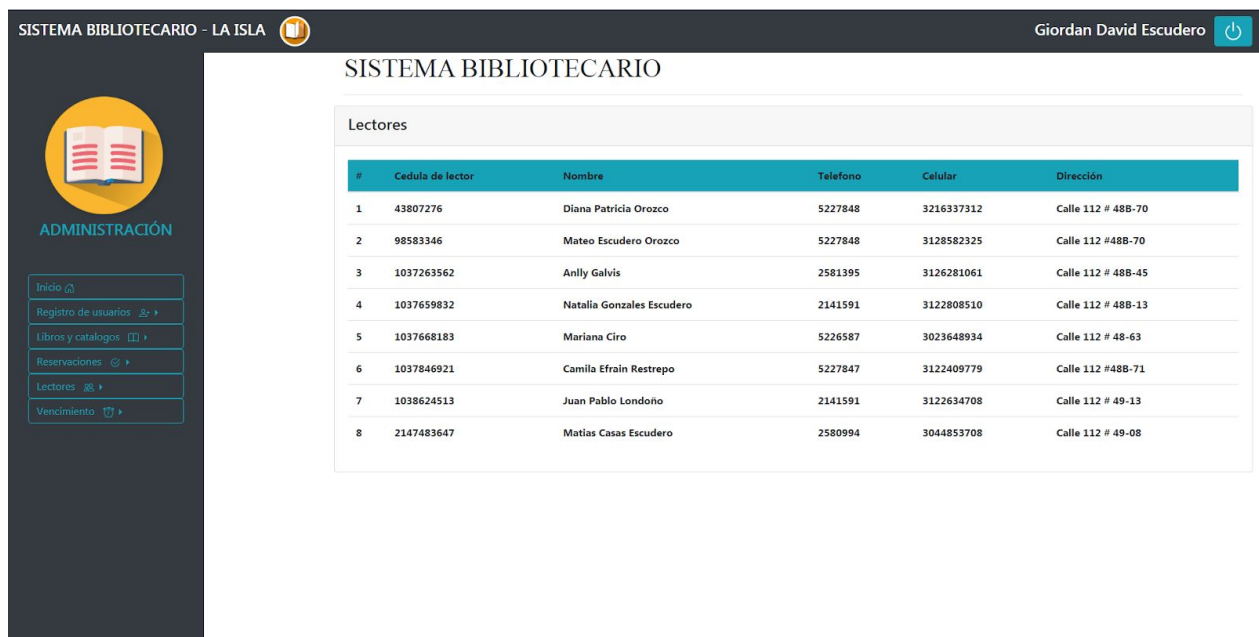 SISTEMA BIBLIOTECARIO - LA ISLA
Giordan David Escudero
SISTEMA BIBLIOTECARIO
ADMINISTRACIÓN
Inicio
Registro de usuarios
Libros y catalogos
Reservaciones
Lectores
Vencimiento
Lectores
# Cedula de lector Nombre Telefono Celular Dirección
1 43807276 Diana Patricia Orozco 5227848 3216337312 Calle 112 # 48B-70
2 98583346 Mateo Escudero Orozco 5227848 3128582325 Calle 112 #48B-70
3 1037263562 Anlly Galvis 2581395 3126281061 Calle 112 # 48B-45
4 1037659832 Natalia Gonzales Escudero 2141591 3122808510 Calle 112 # 48B-13
5 1037668183 Mariana Ciro 5226587 3023648934 Calle 112 # 48-63
6 1037846921 Camila Efrain Restrepo 5227847 3122409779 Calle 112 #48B-71
7 1038624513 Juan Pablo Londoño 2141591 3122634708 Calle 112 # 49-13
8 2147483647 Matias Casas Escudero 2580994 3044853708 Calle 112 # 49-08